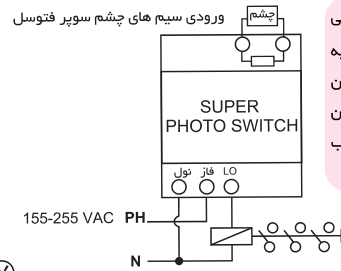 ورودی سیم های چشم سوپر فتوسل
چشم
SUPER
PHOTO SWITCH
نول فاز LO
155-255 VAC PH
N